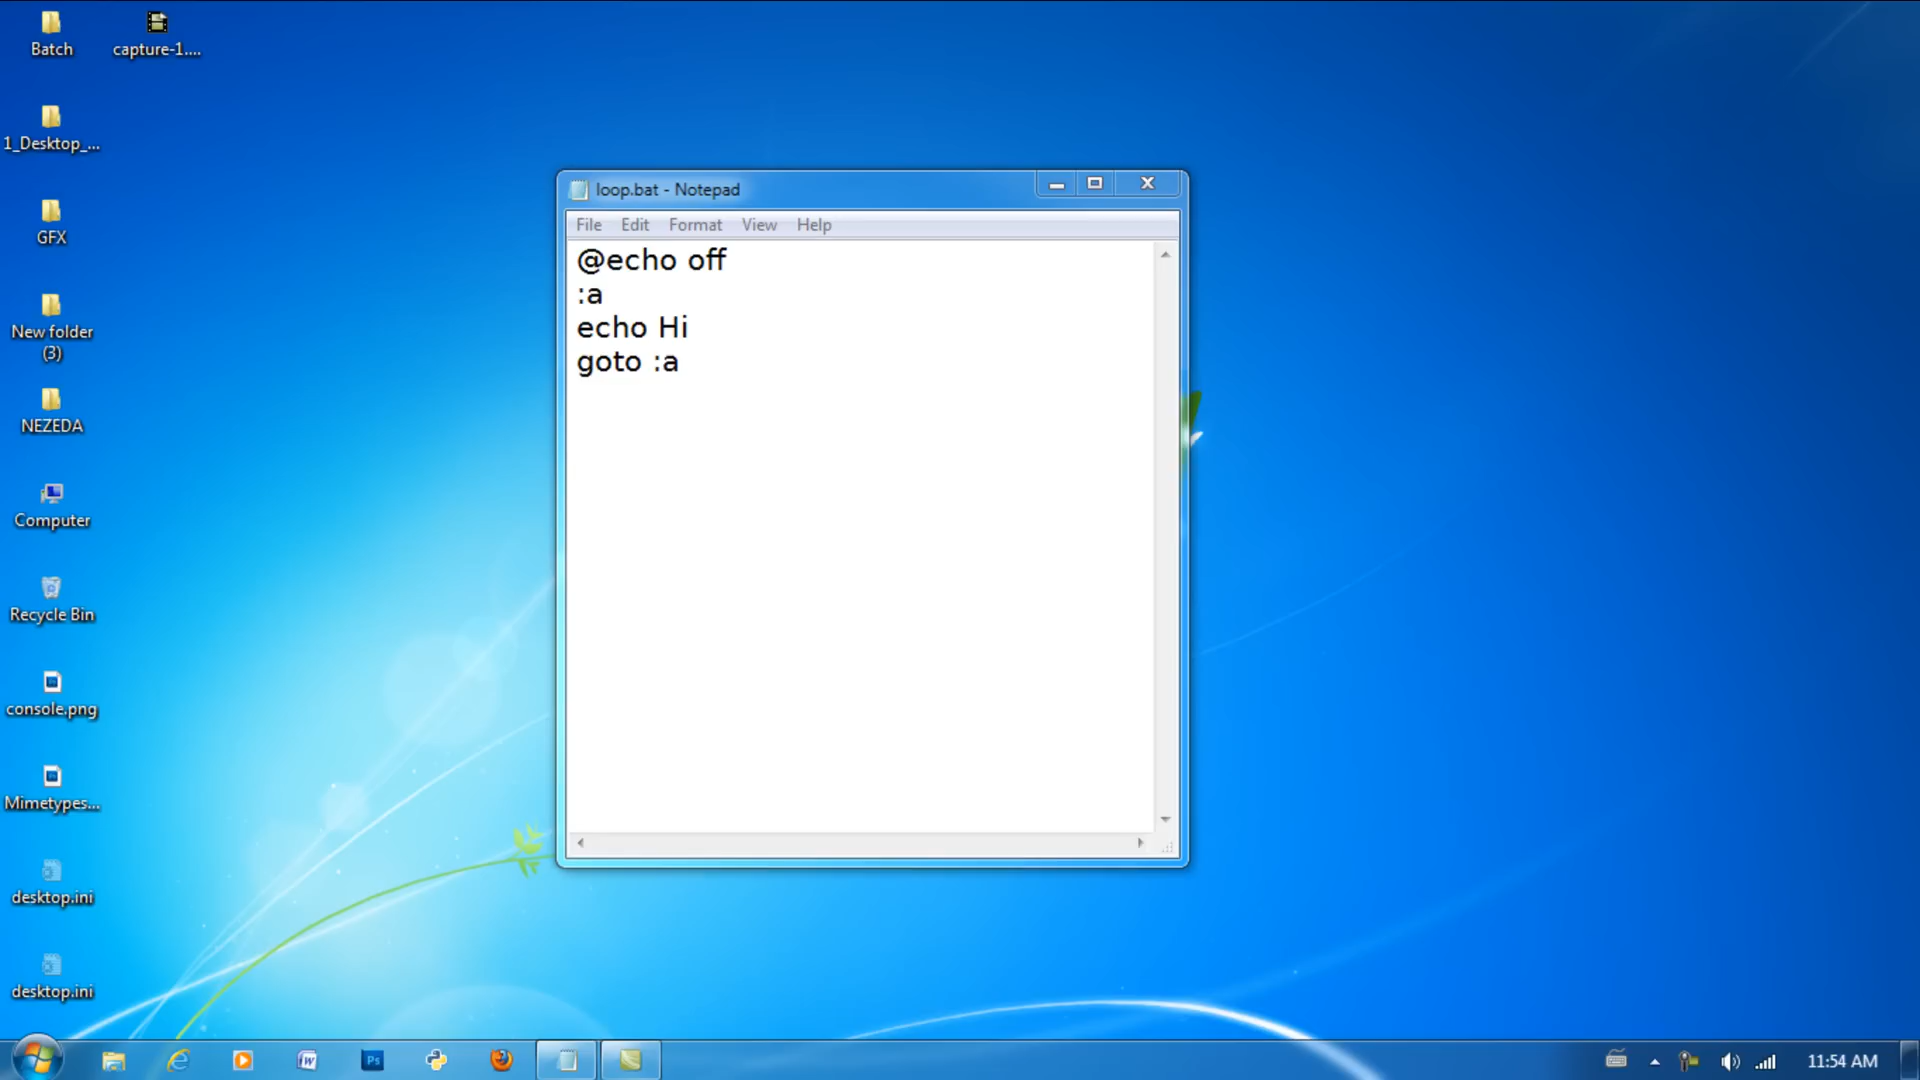 Batch
capture-1....
1_Desktop_...
GFX
New folder
(3)
NEZEDA
Computer
Recycle Bin
console.png
Mimetypes...
desktop.ini
desktop.ini
loop.bat - Notepad
File Edit Format View Help
@echo off
:a
echo Hi
goto :a
W
Ps
11:54 AM